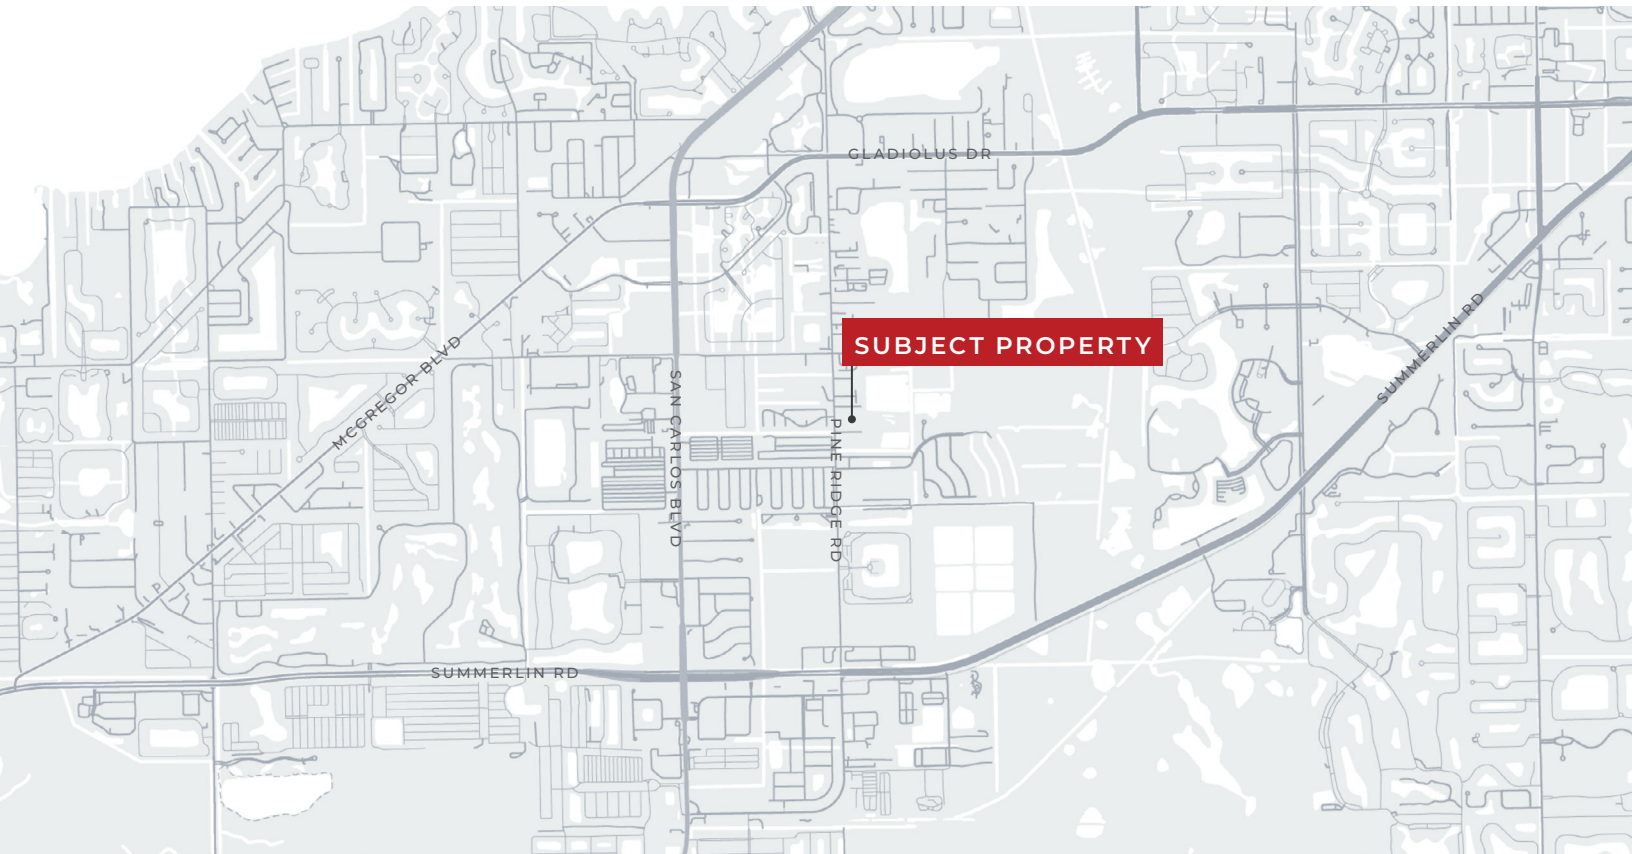 GLADIOLUS DR
SUBJECT PROPERTY
SUMMERLIN RD
MCGREGOR BLVD
SAN CARLOS BLVD
PINE RIDGE RD
SUMMERLIN RD